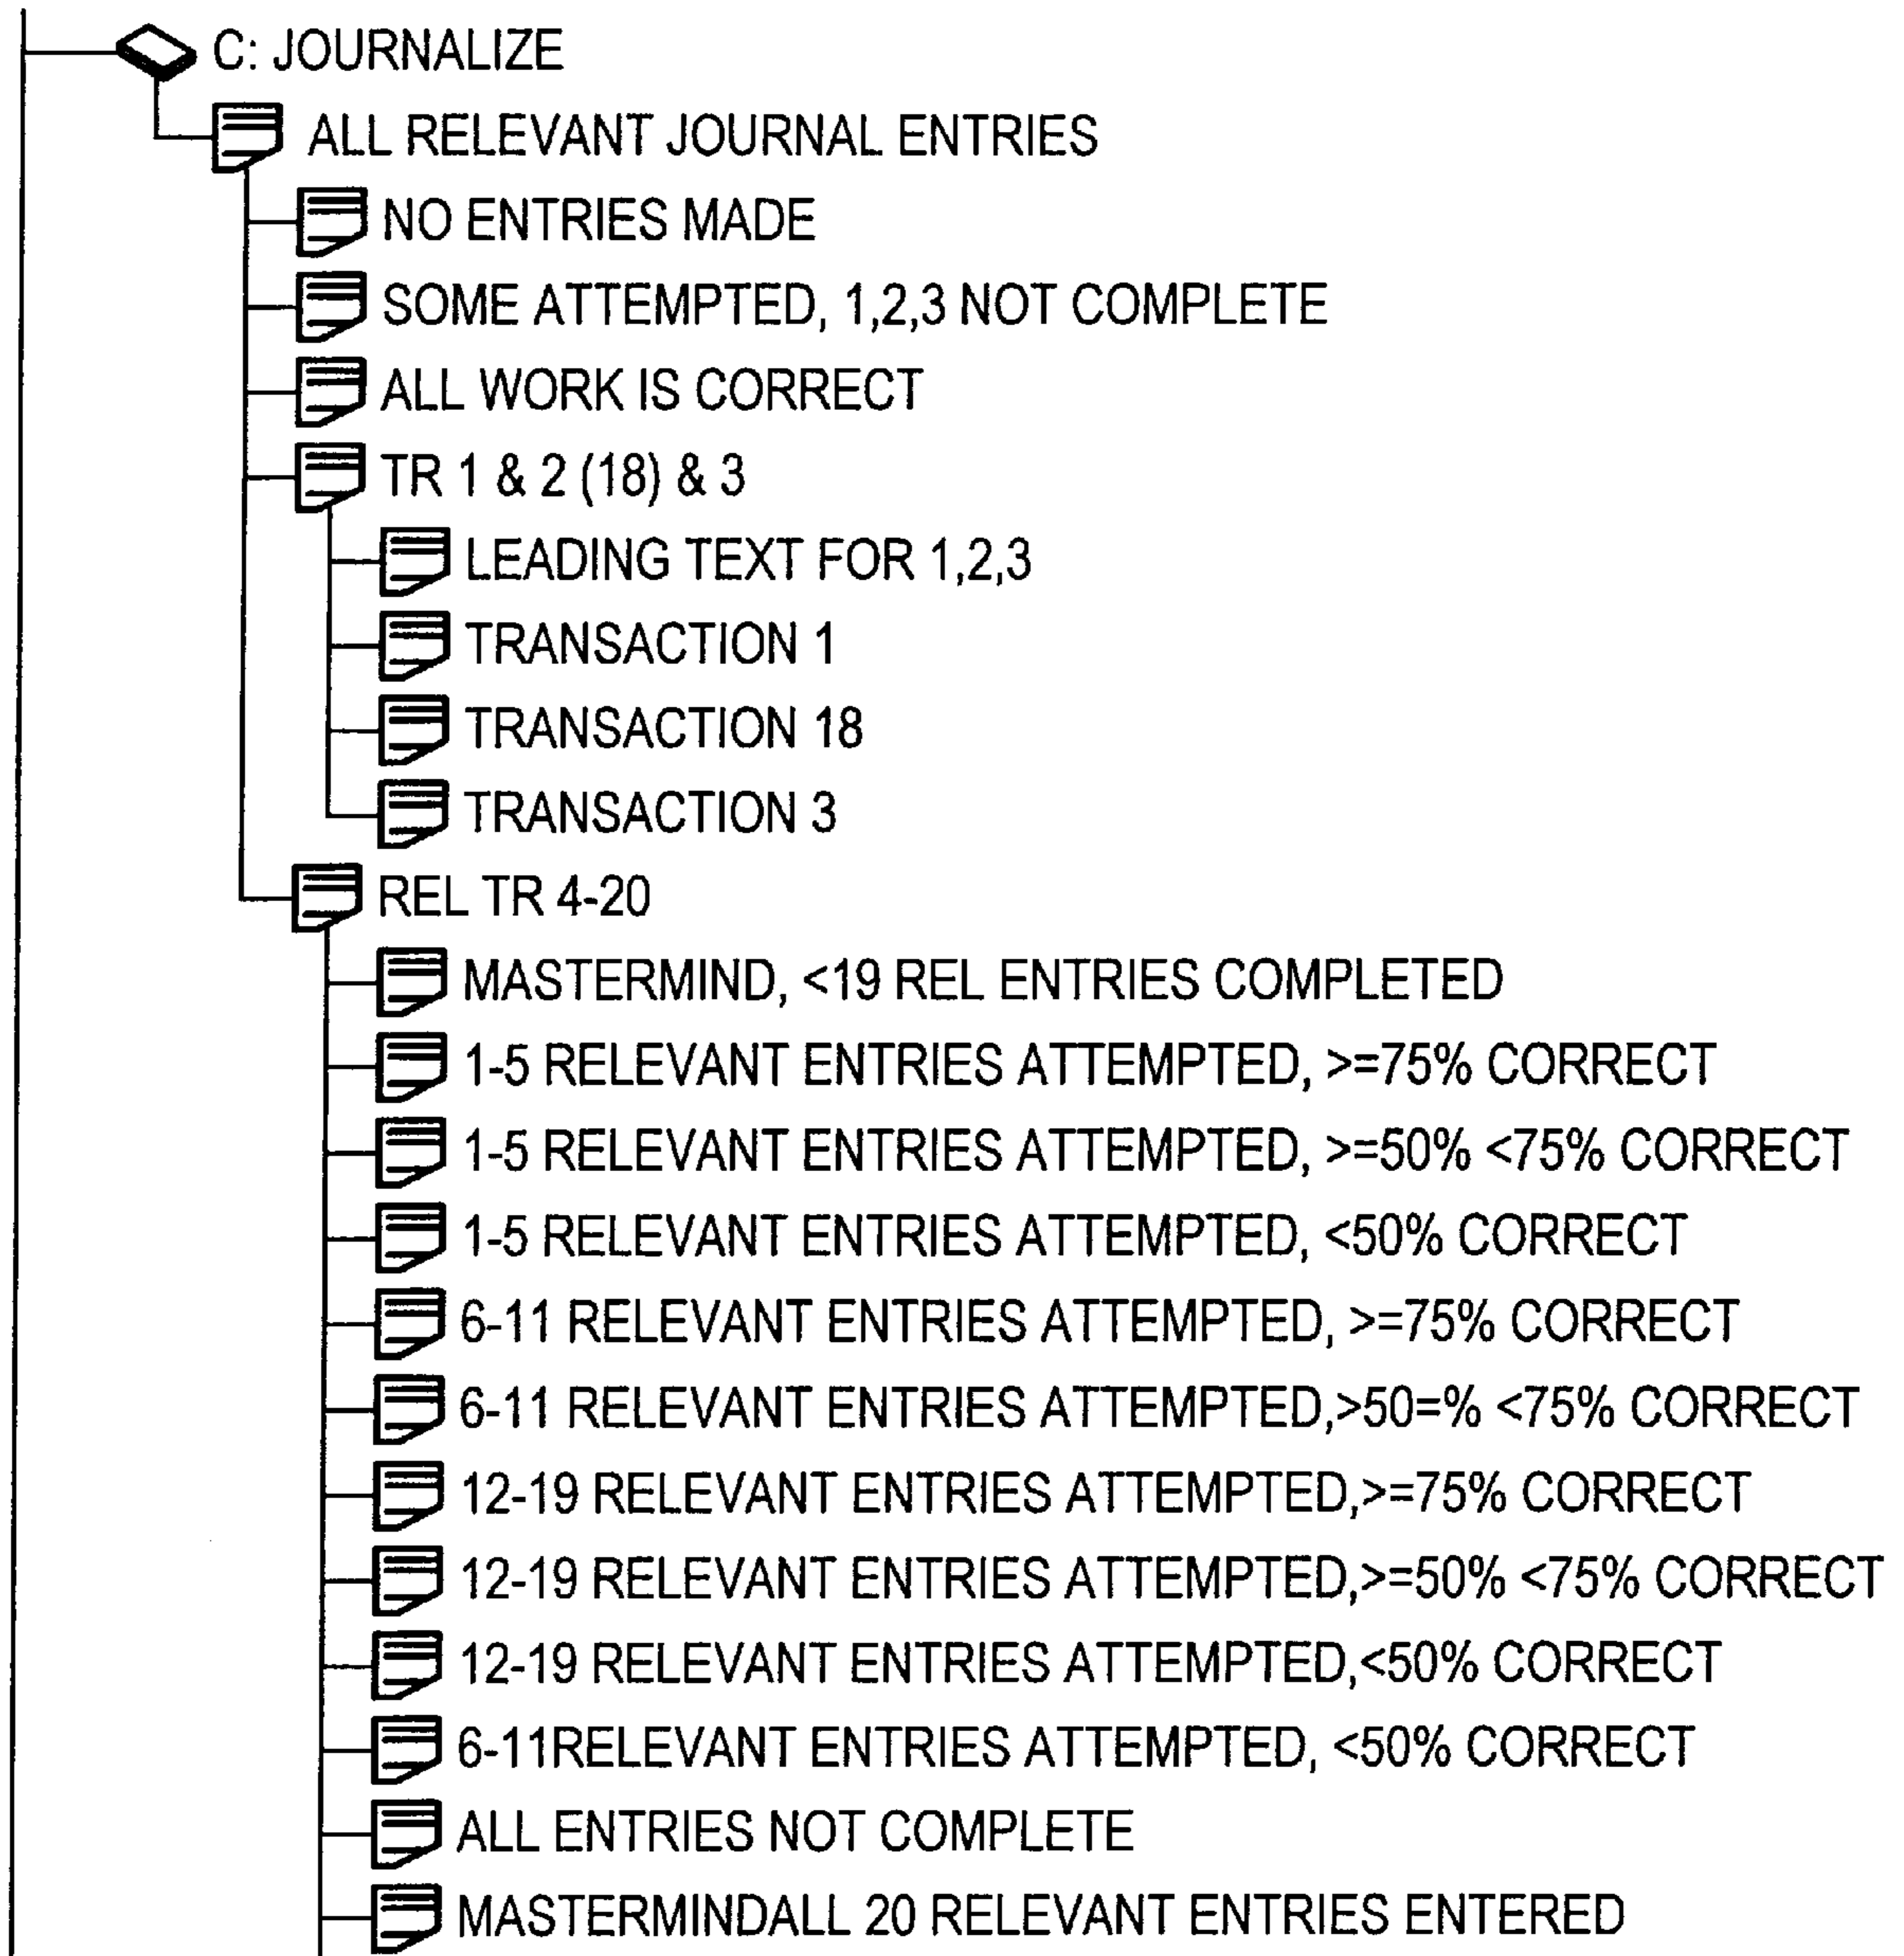 C: JOURNALIZE
ALL RELEVANT JOURNAL ENTRIES
NO ENTRIES MADE
SOME ATTEMPTED, 1,2,3 NOT COMPLETE
ALL WORK IS CORRECT
TR 1 & 2 (18) & 3
LEADING TEXT FOR 1,2,3
TRANSACTION 1
TRANSACTION 18
TRANSACTION 3
REL TR 4-20
MASTERMIND, <19 REL ENTRIES COMPLETED
1-5 RELEVANT ENTRIES ATTEMPTED, >=75% CORRECT
1-5 RELEVANT ENTRIES ATTEMPTED, >=50% <75% CORRECT
1-5 RELEVANT ENTRIES ATTEMPTED, <50% CORRECT
6-11 RELEVANT ENTRIES ATTEMPTED, >=75% CORRECT
6-11 RELEVANT ENTRIES ATTEMPTED,>50=% <75% CORRECT
12-19 RELEVANT ENTRIES ATTEMPTED,>=75% CORRECT
12-19 RELEVANT ENTRIES ATTEMPTED,>=50% <75% CORRECT
12-19 RELEVANT ENTRIES ATTEMPTED,<50% CORRECT
6-11RELEVANT ENTRIES ATTEMPTED, <50% CORRECT
ALL ENTRIES NOT COMPLETE
MASTERMINDALL 20 RELEVANT ENTRIES ENTERED